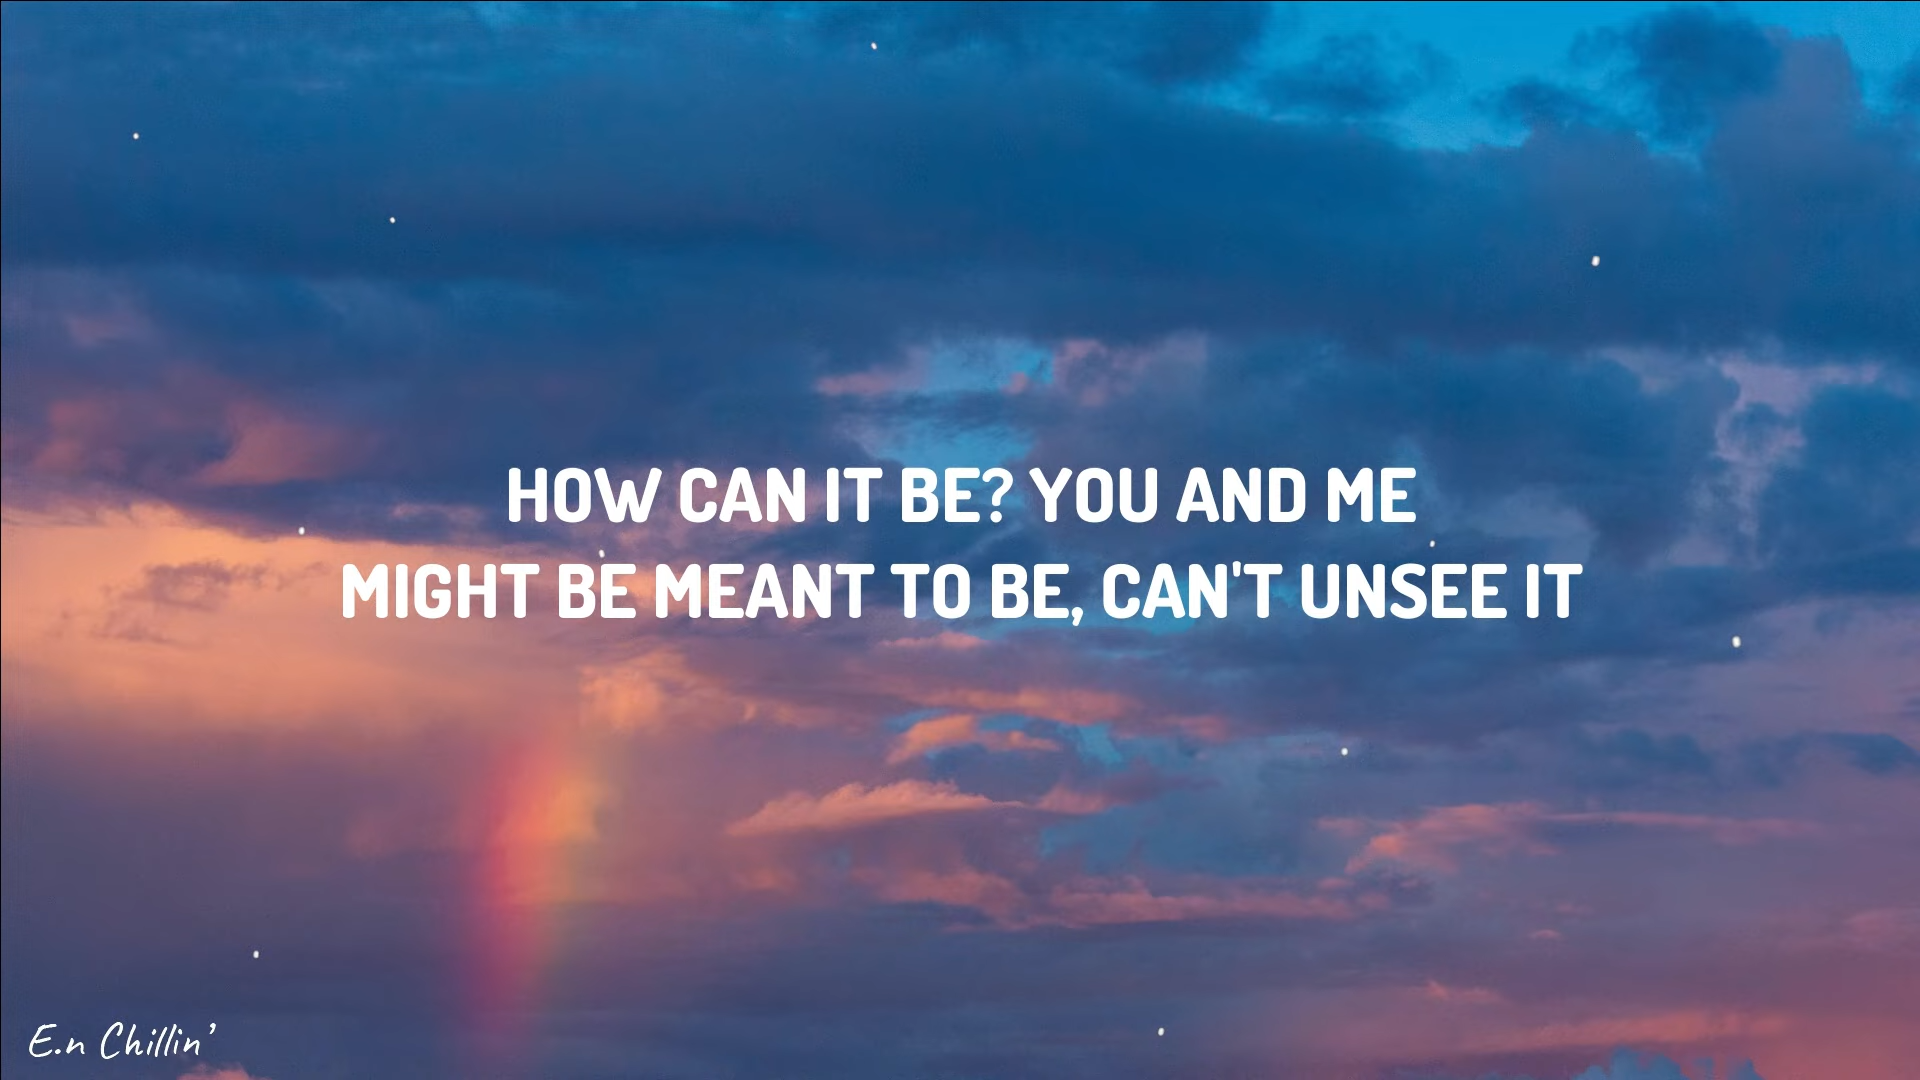 HOW CAN IT BE? YOU AND ME
MIGHT BE MEANT TO BE, CAN'T UNSEE IT
E.n Chillin'